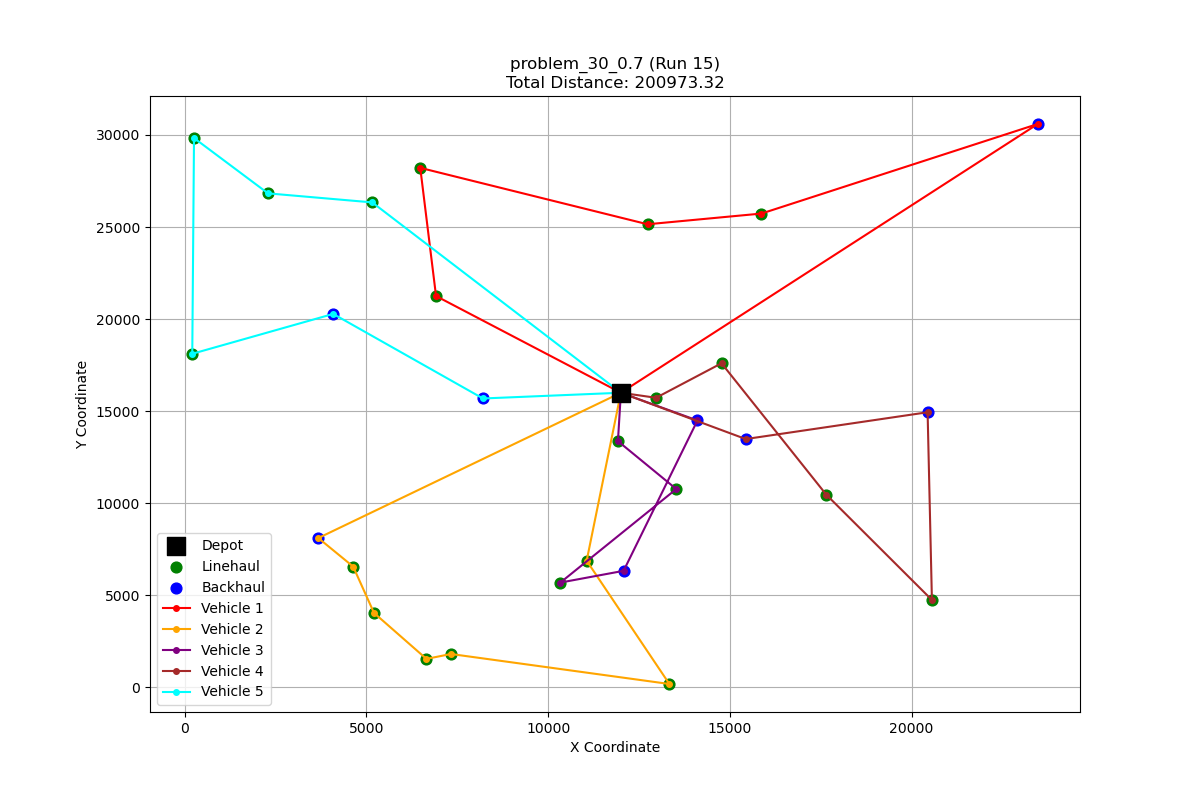 problem_30_0.7 (Run 15)
Total Distance: 200973.32
Y Coordinate
30000
25000
20000
15000
10000
5000
0
Depot
Linehaul
Backhaul
Vehicle 1
Vehicle 2
Vehicle 3
Vehicle 4
Vehicle 5
0 5000 10000 15000 20000
X Coordinate